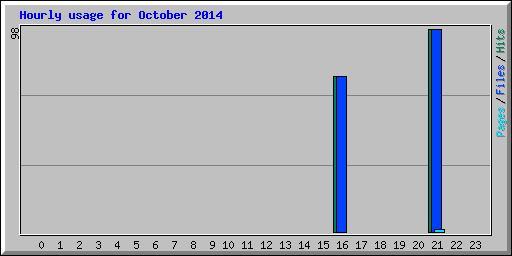 Hourly usage for October 2014
98
Pages/Files/Hits
0 1 2 3 4 5 6 7 8 9 10 11 12 13 14 15 16 17 18 19 20 21 22 23